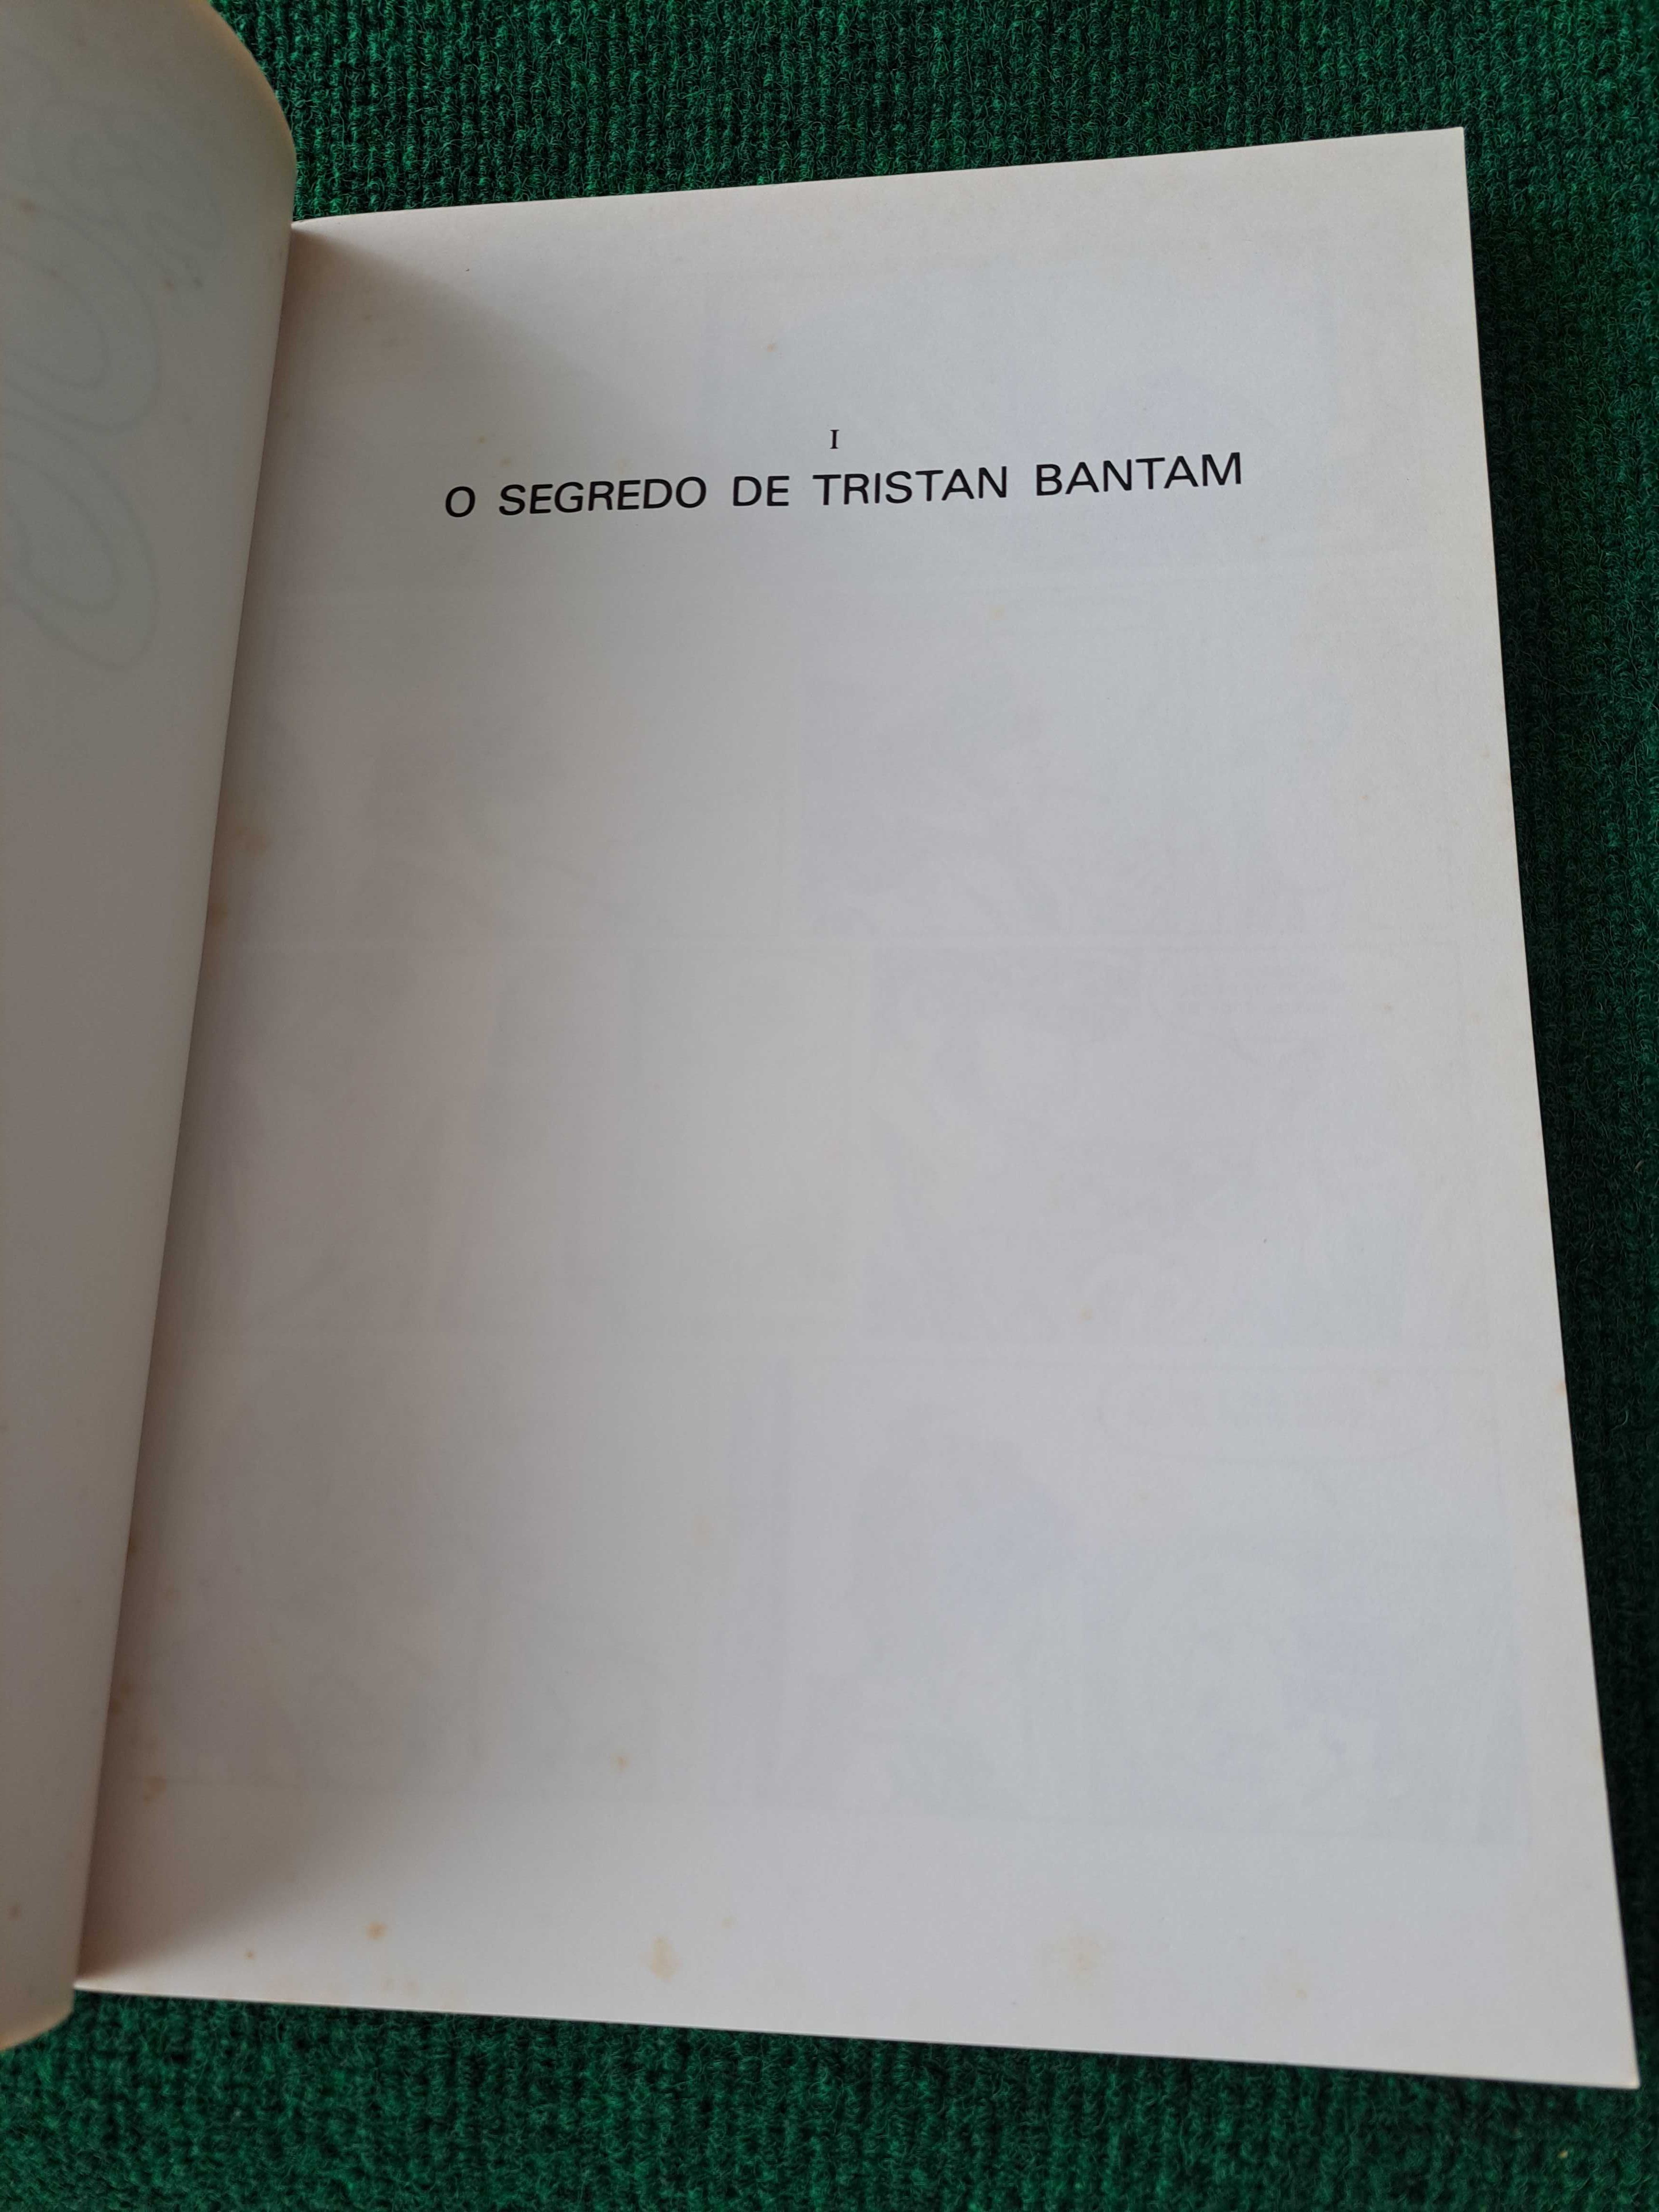 I
O SEGREDO DE TRISTAN BANTAM